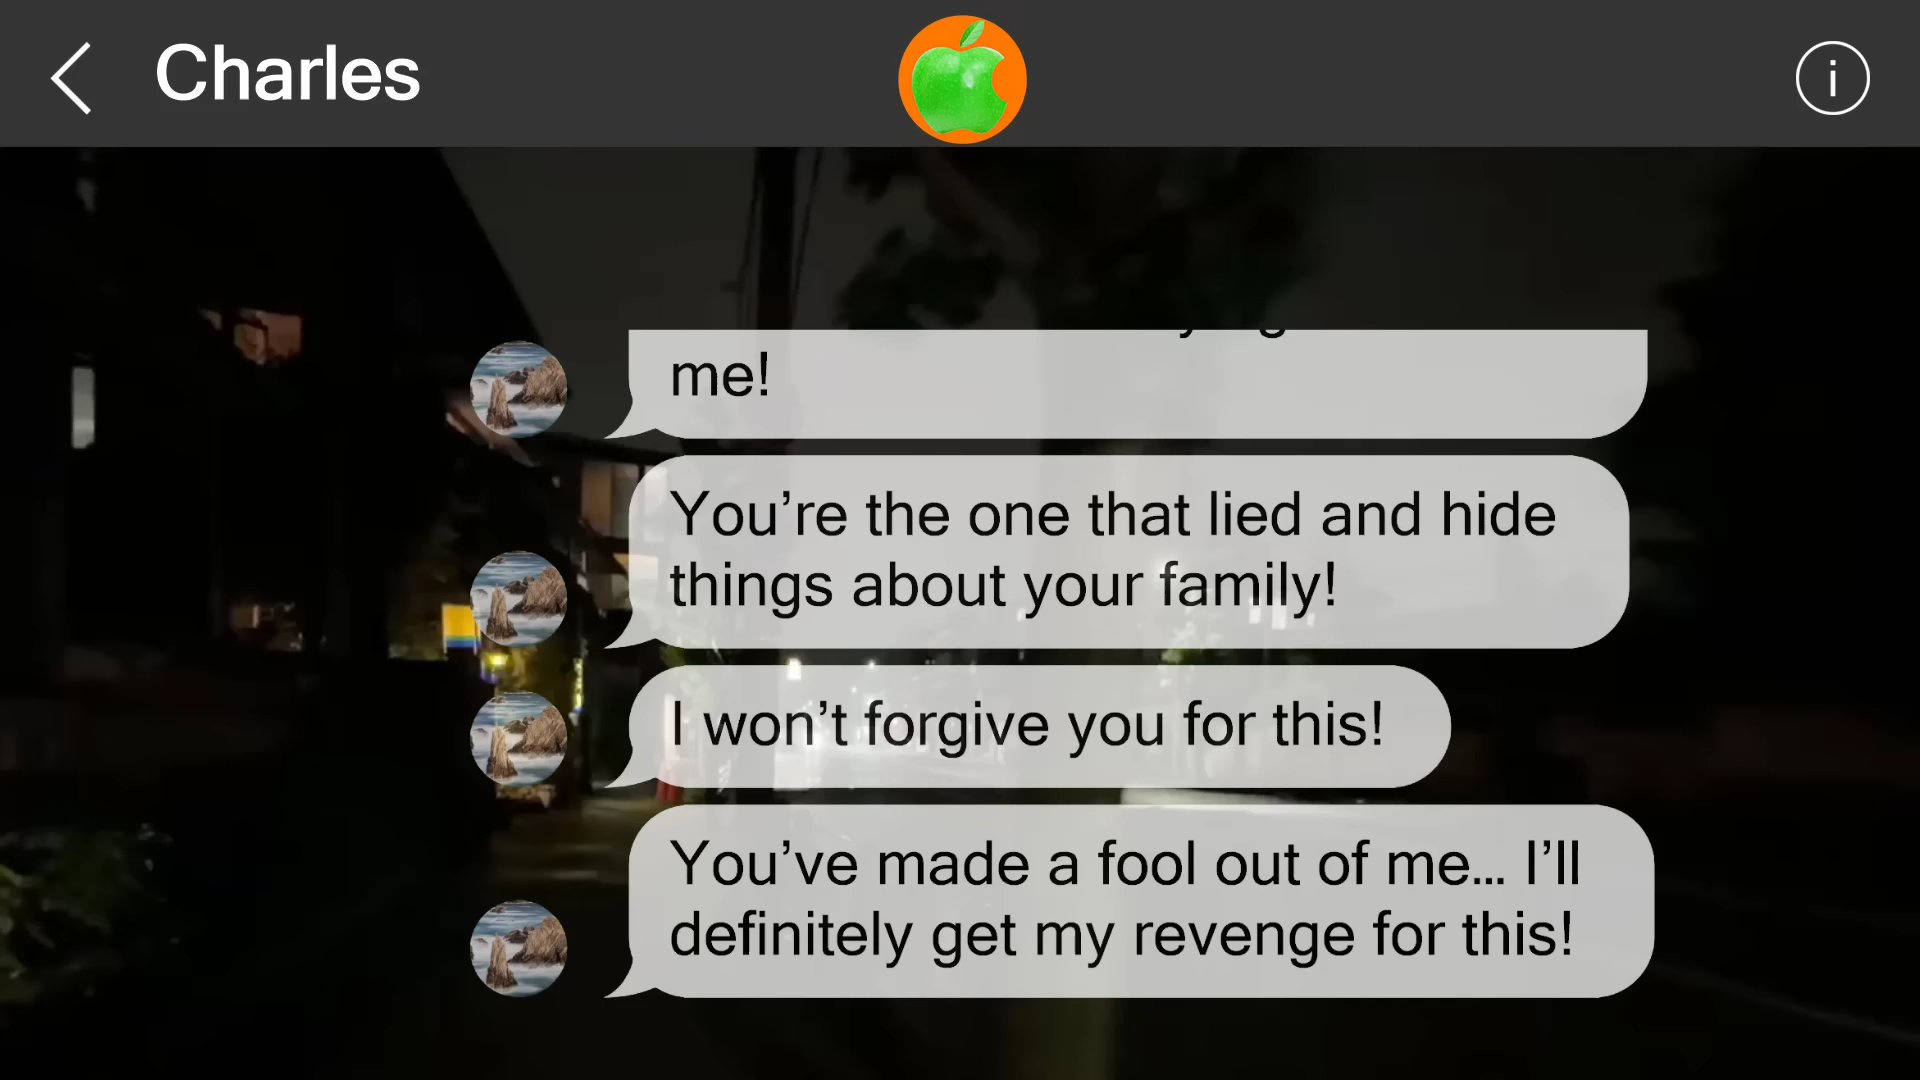 Charles
i
me!
You’re the one that lied and hide
things about your family!
I won’t forgive you for this!
You’ve made a fool out of me... I’ll
definitely get my revenge for this!